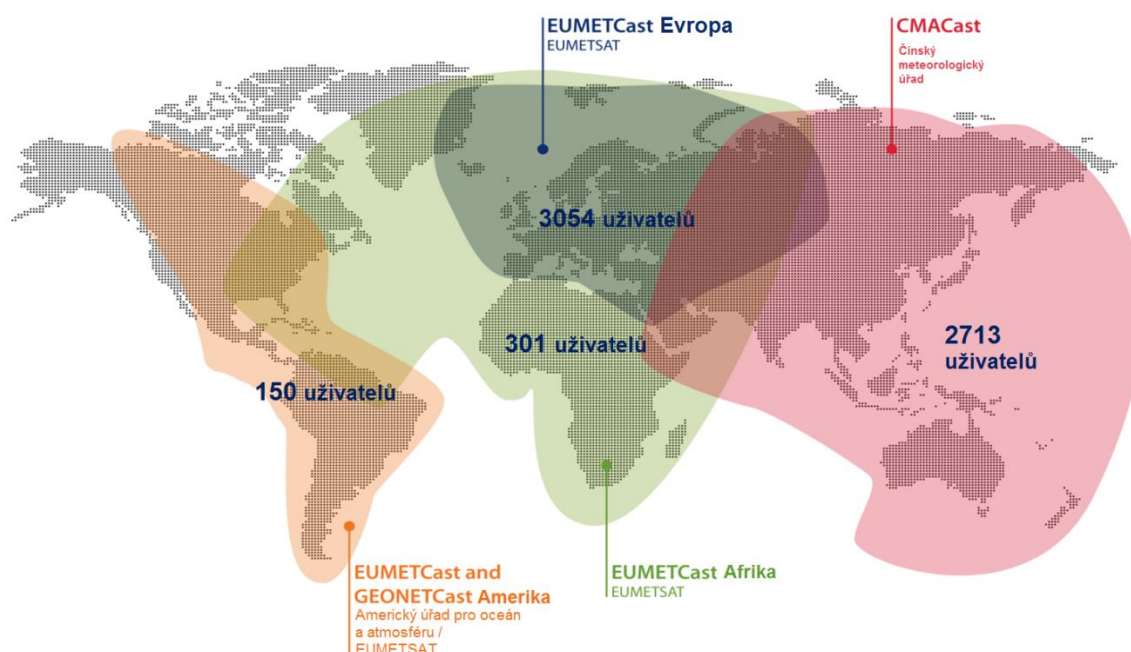 EUMETCast Evropa
EUMETSAT
CMACast
Čínský
meteorologický
úřad
3054 uživatelů
301 uživatelů
2713
uživatelů
150 uživatelů
EUMETCast and
GEONETCast Amerika
Americký úřad pro oceán
a atmosféru /
EUMETSAT
EUMETCast Afrika
EUMETSAT